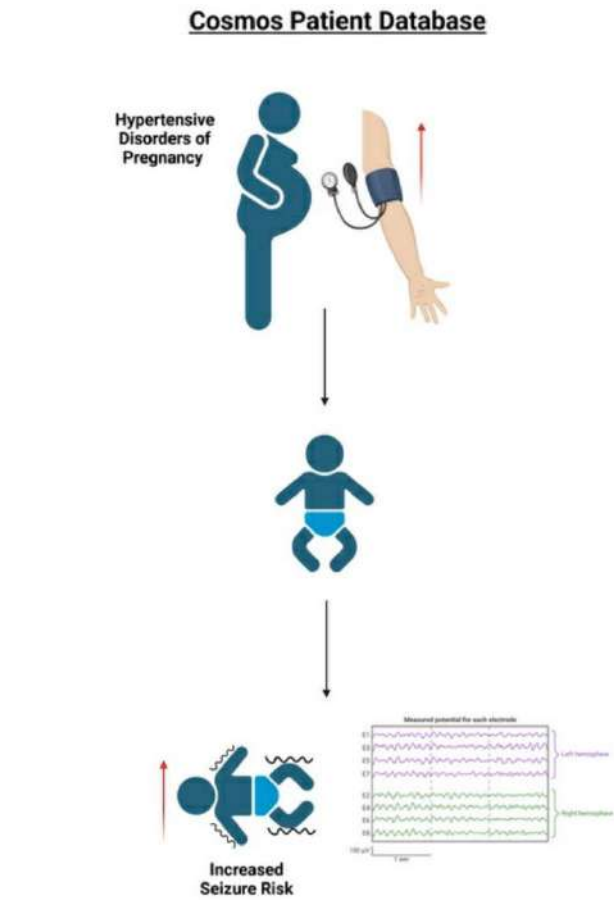 Cosmos Patient Database
Hypertensive
Disorders of
Pregnancy
Measured potential for each electrode
E1
E3
E5
E7
Left hemisphere
E2
E4
E6
E8
Right hemisphere
100 μV
1 sec
Increased
Seizure Risk